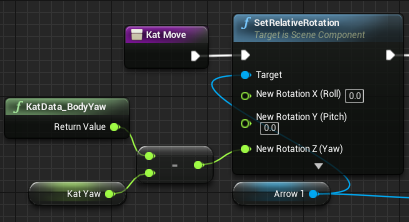 Kat Move
SetRelativeRotation
Target is Scene Component
Target
New Rotation X (Roll) 0.0
New Rotation Y (Pitch)
0.0
New Rotation Z (Yaw)
KatData_BodyYaw
Return Value
-
Kat Yaw
Arrow 1